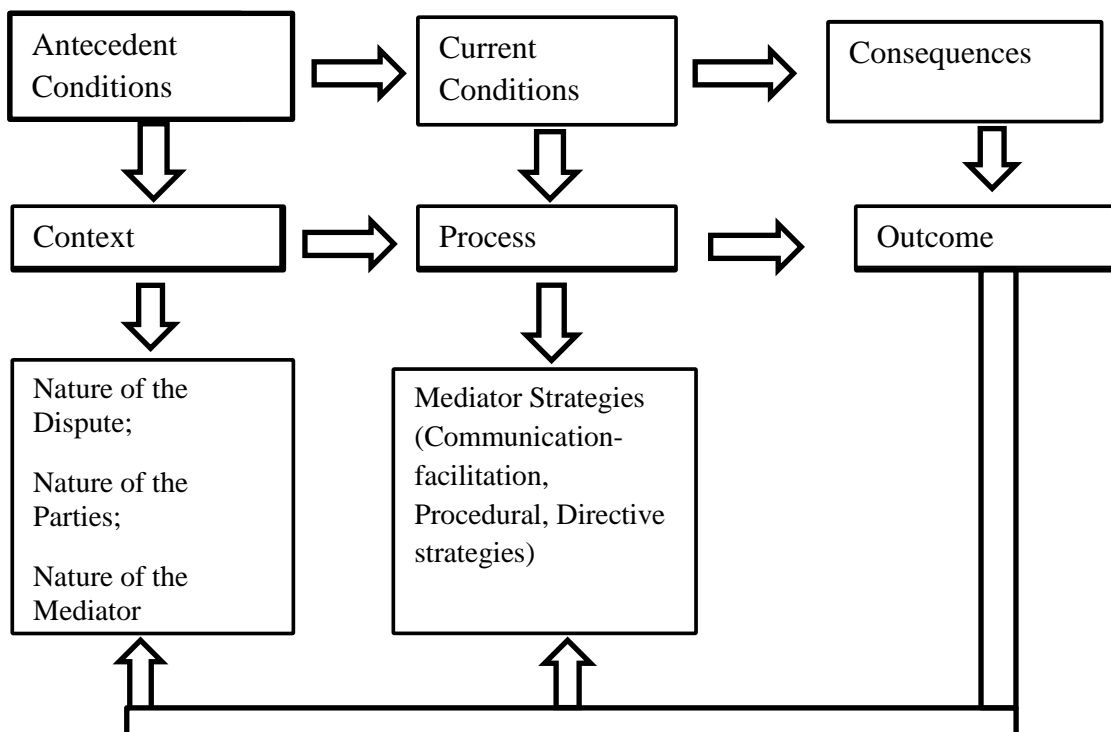 Antecedent
Conditions
Current
Conditions
Consequences
Context
Process
Outcome
Nature of the
Dispute;
Nature of the
Parties;
Nature of the
Mediator
Mediator Strategies
(Communication-
facilitation,
Procedural, Directive
strategies)